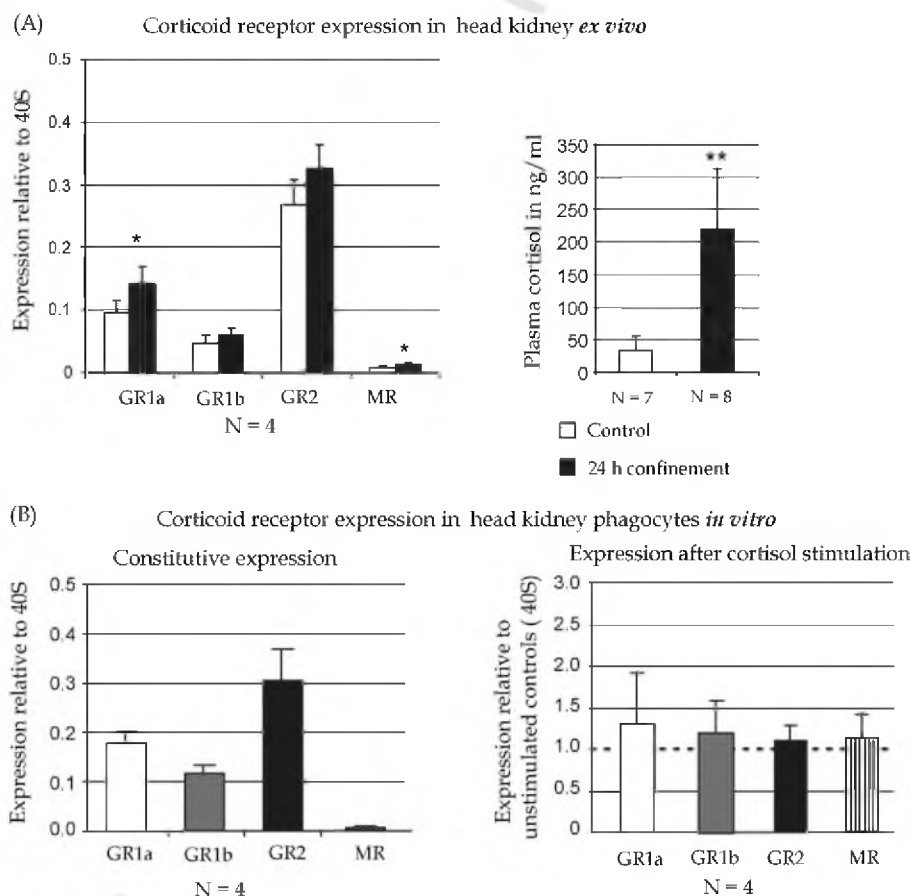 (A) Corticoid receptor expression in head kidney ex vivo
Expression relative to 40S
0.5
0.4
0.3
0.2
0.1
0
*
*
GR1a GR1b GR2 MR
N = 4
Plasma cortisol in ng/ml
350
300
250
200
150
100
50
0
**
N = 7 N = 8
Control
24 h confinement
(B) Corticoid receptor expression in head kidney phagocytes in vitro
Constitutive expression
Expression relative to 40S
0.5
0.4
0.3
0.2
0.1
0.0
GR1a GR1b GR2 MR
N = 4
Expression after cortisol stimulation
Expression relative to
unstimulated controls ( 40S)
3.0
2.5
2.0
1.5
1.0
0.5
0
GR1a GR1b GR2 MR
N = 4